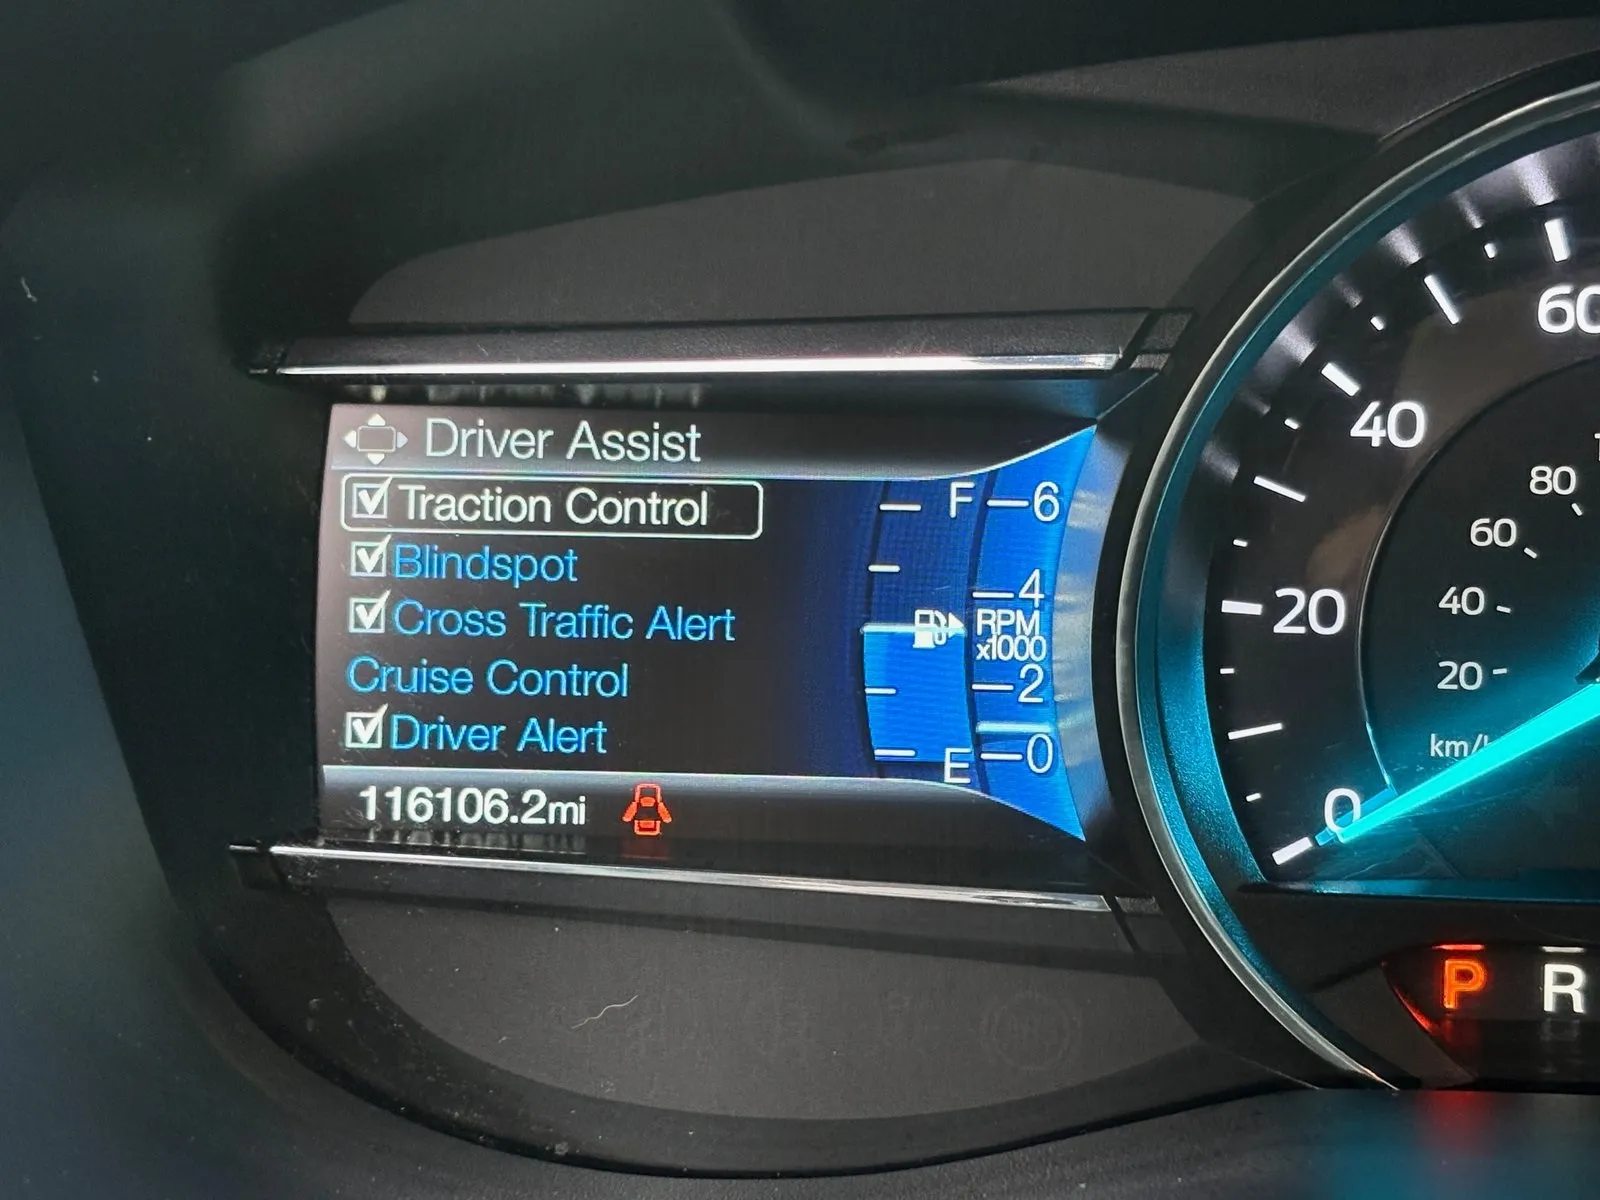 Driver Assist
Traction Control
Blindspot
Cross Traffic Alert
Cruise Control
Driver Alert
116106.2mi
F
E
6
4
RPM
x1000
2
0
60
40
20
0
80
60
40
20
P
R